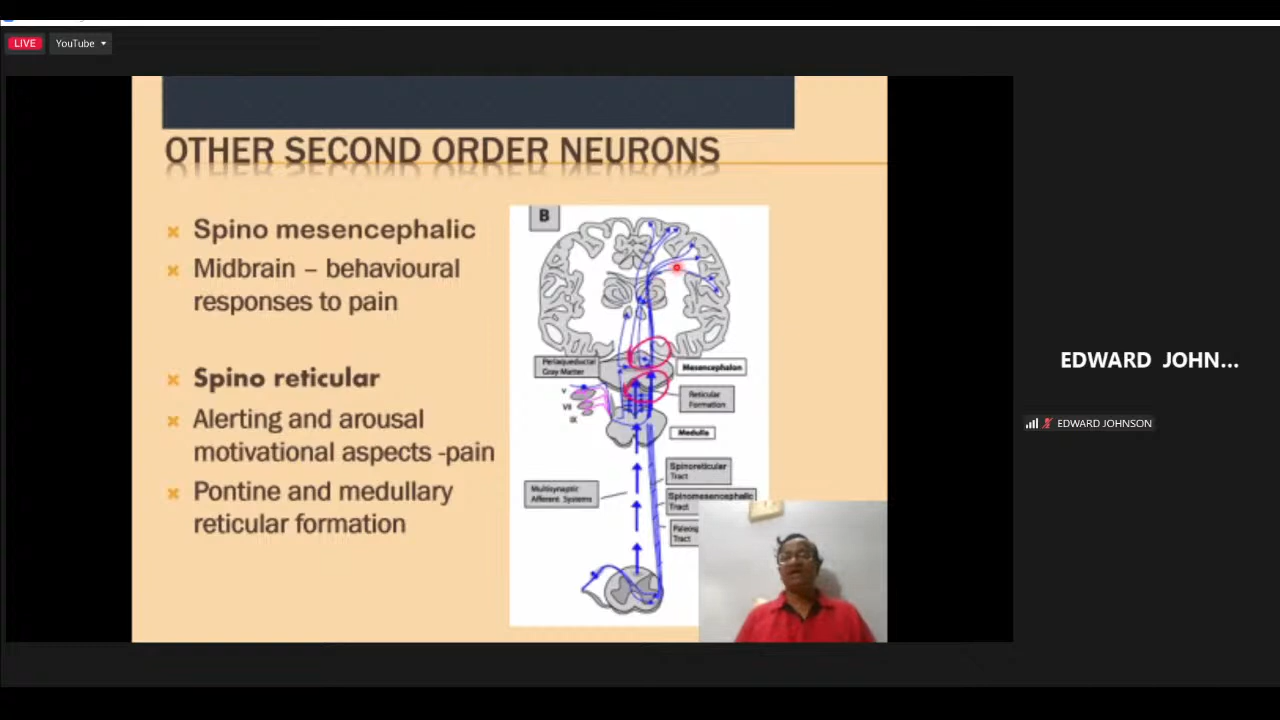 LIVE
YouTube
OTHER SECOND ORDER NEURONS
Spino mesencephalic
Midbrain – behavioural
responses to pain
Spino reticular
Alerting and arousal
motivational aspects -pain
Pontine and medullary
reticular formation
B
Periaqueductal
Gray Matter
Mesencephalon
V
VII
IX
Reticular
Formation
Medulla
Spinoreticular
Tract
Multisynaptic
Afferent Systems
Spinomesencephalic
Tract
Tract
EDWARD JOHN...
EDWARD JOHNSON